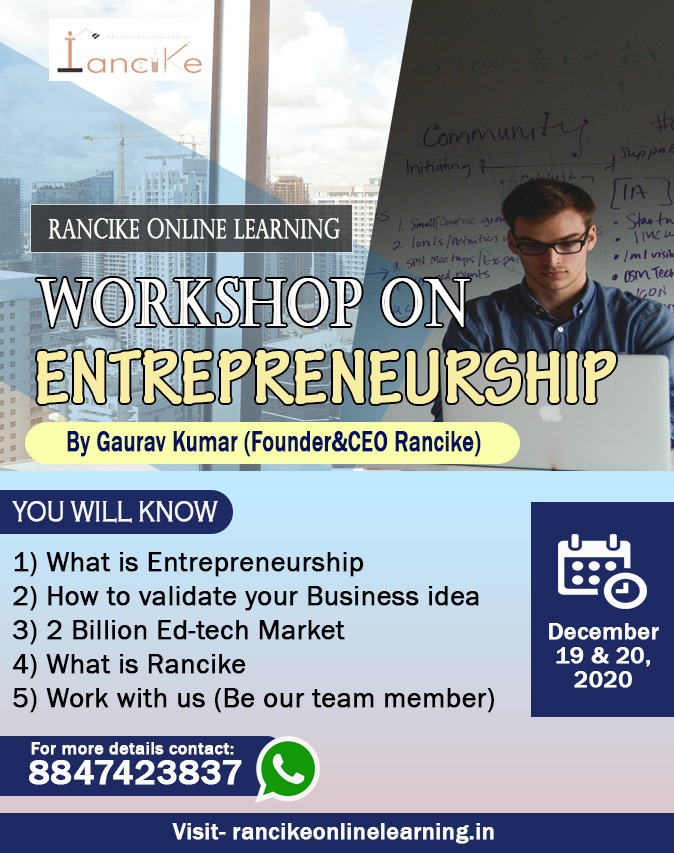 Rancike
RANCIKE ONLINE LEARNING
WORKSHOP ON
ENTREPRENEURSHIP
By Gaurav Kumar (Founder&CEO Rancike)
Community
Initiating
[IA]
YOU WILL KNOW
1) What is Entrepreneurship
2) How to validate your Business idea
3) 2 Billion Ed-tech Market
4) What is Rancike
5) Work with us (Be our team member)
December
19 & 20,
2020
For more details contact:
8847423837
Visit- rancikeonlinelearning.in